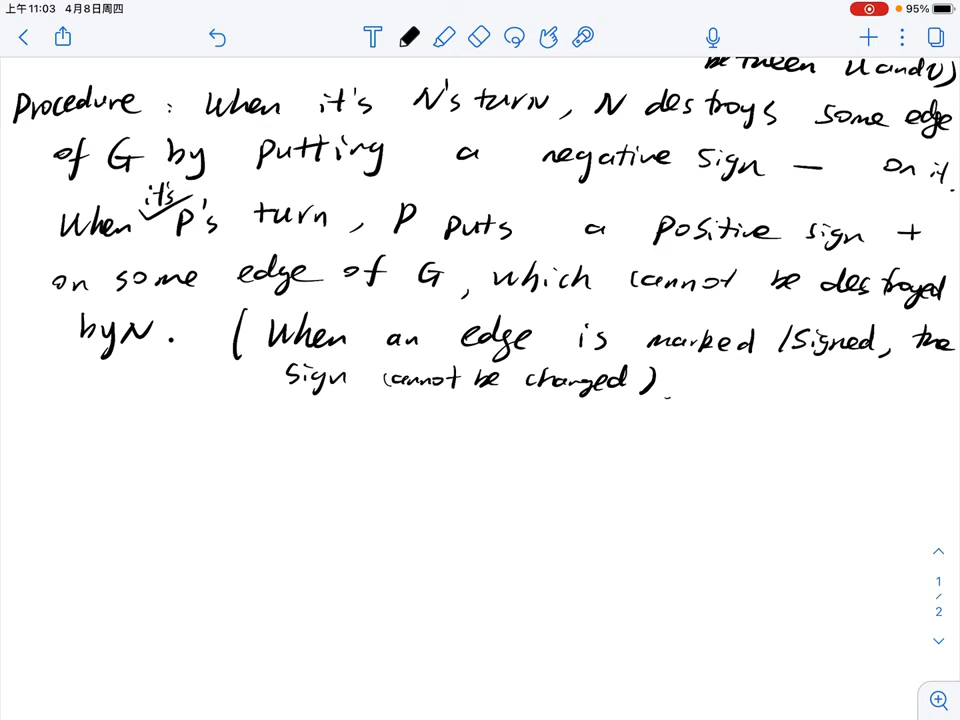 上午11:03 4月8日周四
95%
between u and v)
Procedure : When it's N's turn, N destroys some edge
of G by putting a negative sign — on it.
When it's P's turn, P puts a positive sign +
on some edge of G, which cannot be destroyed
by N. (When an edge is marked /signed, the
sign cannot be changed).
1
/
2